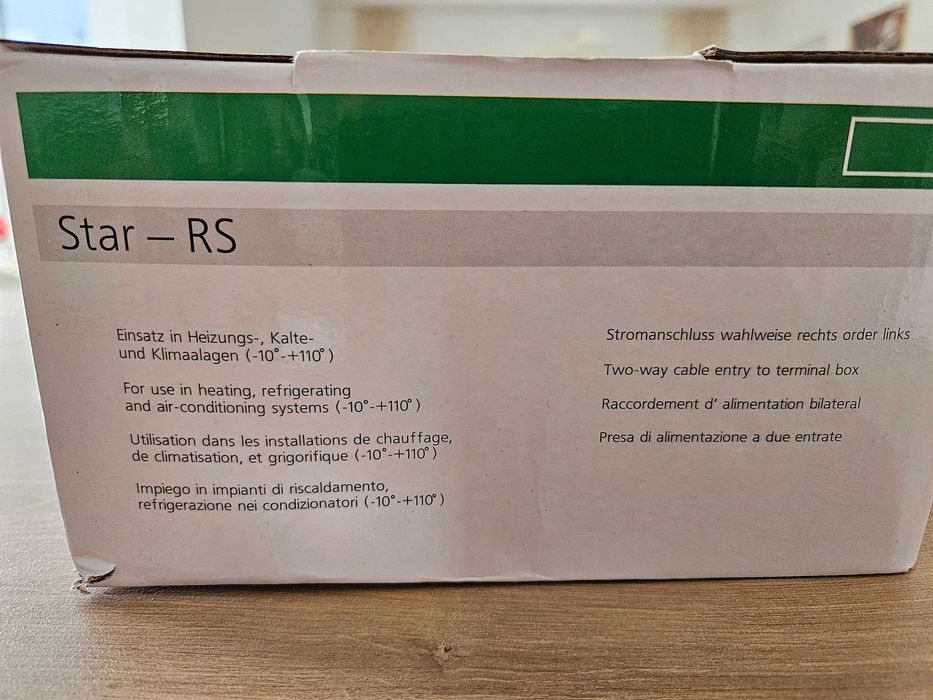 Star – RS
Einsatz in Heizungs-, Kalte-
und Klimaalagen (-10°-+110°)
For use in heating, refrigerating
and air-conditioning systems (-10°-+110°)
Utilisation dans les installations de chauffage,
de climatisation, et grigorifique (-10°-+110°)
Impiego in impianti di riscaldamento,
refrigerazione nei condizionatori (-10°-+110°)
Stromanschluss wahlweise rechts order links
Two-way cable entry to terminal box
Raccordement d' alimentation bilateral
Presa di alimentazione a due entrate